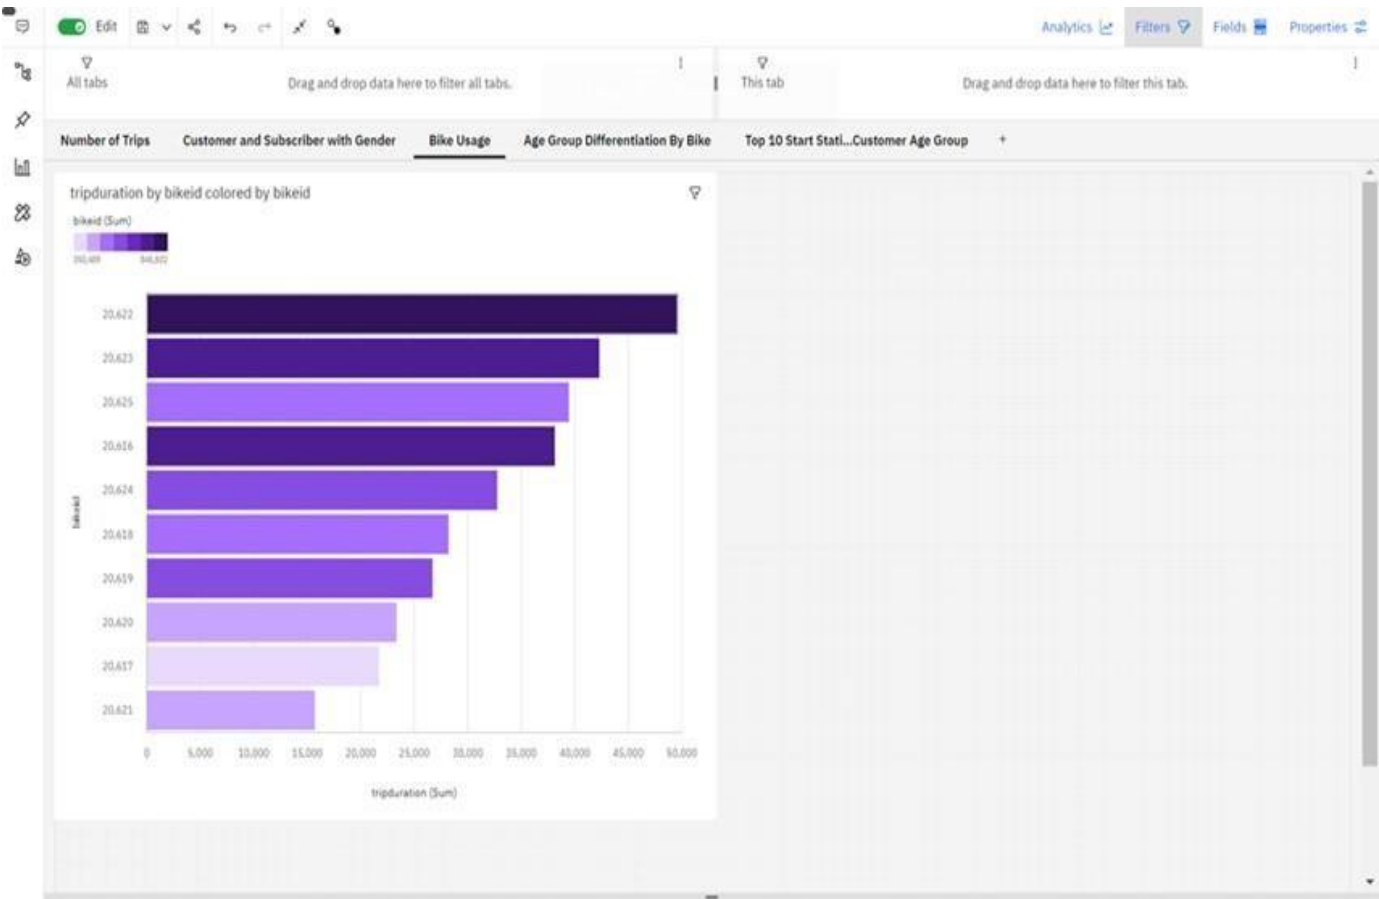 Edit
Analytics
Filters
Fields
Properties
All tabs
Drag and drop data here to filter all tabs.
This tab
Drag and drop data here to filter this tab.
Number of Trips
Customer and Subscriber with Gender
Bike Usage
Age Group Differentiation By Bike
Top 10 Start Stati...Customer Age Group
+
tripduration by bikeid colored by bikeid
bikeid (Sum)
20,622
20,623
20,625
20,616
20,624
20,618
20,619
20,620
20,617
20,621
bikeid
0 5,000 10,000 15,000 20,000 25,000 30,000 35,000 40,000 45,000 50,000
tripduration (Sum)